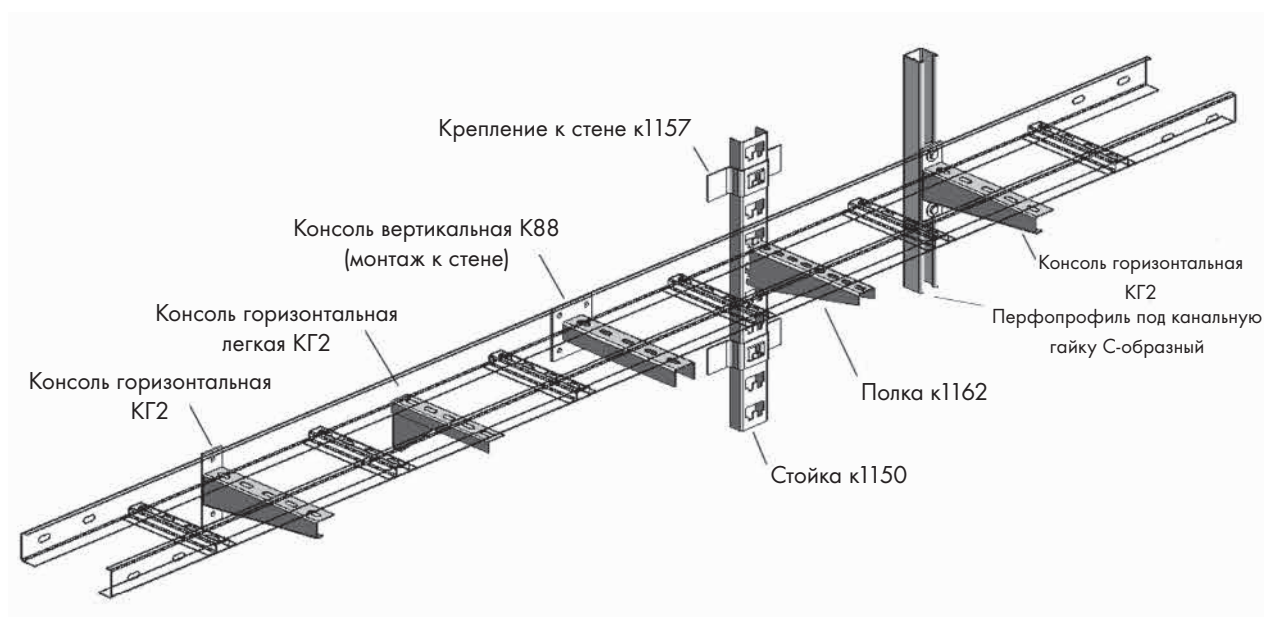 Крепление к стене к1157
Консоль вертикальная К88
(монтаж к стене)
Консоль горизонтальная
легкая КГ2
Консоль горизонтальная
КГ2
Консоль горизонтальная
КГ2
Перфопрофиль под канальную
гайку С-образный
Полка к1162
Стойка к1150